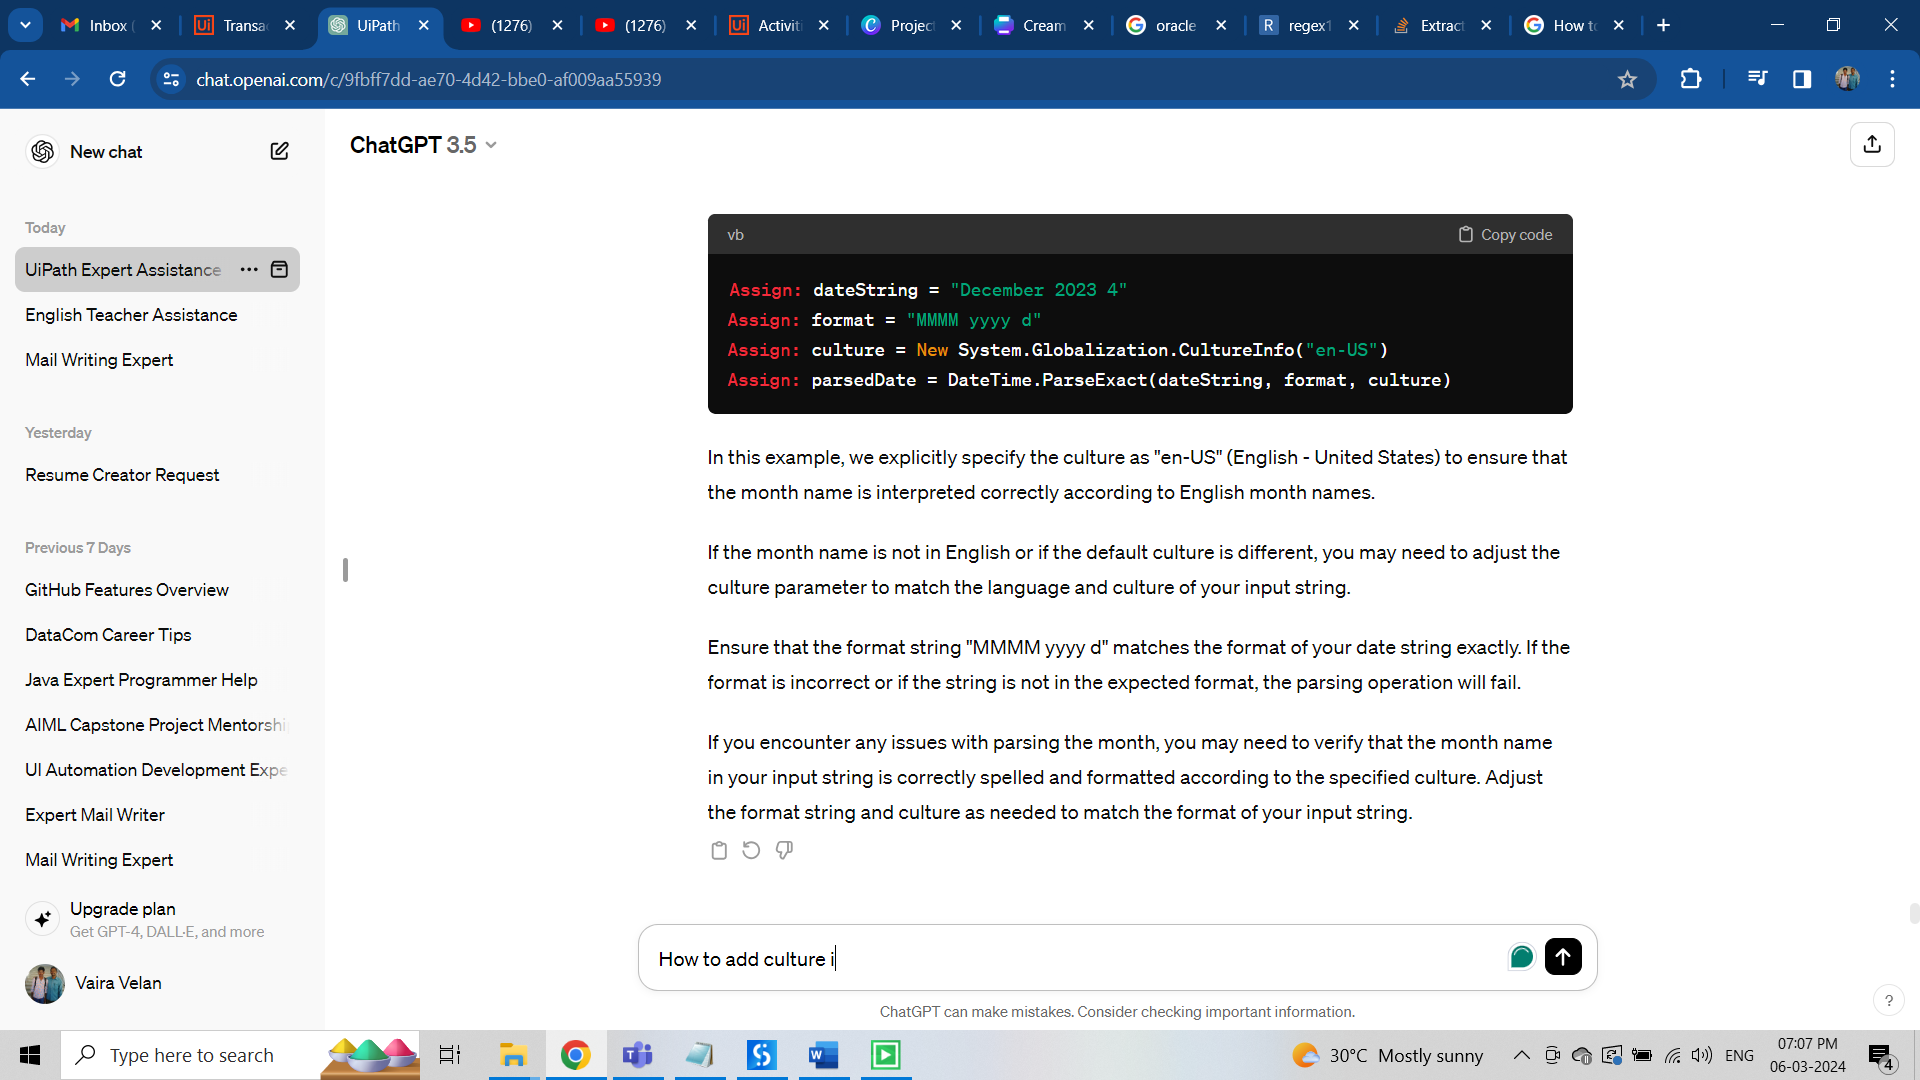 Inbox (
Transa
UiPath
(1276)
(1276)
Activiti
Projec
Cream
oracle
regex1
Extract
How to
chat.openai.com/c/9fbff7dd-ae70-4d42-bbe0-af009aa55939
New chat
Today
UiPath Expert Assistance
English Teacher Assistance
Mail Writing Expert
Yesterday
Resume Creator Request
Previous 7 Days
GitHub Features Overview
DataCom Career Tips
Java Expert Programmer Help
AIML Capstone Project Mentorshi
UI Automation Development Expe
Expert Mail Writer
Mail Writing Expert
Upgrade plan
Get GPT-4, DALL·E, and more
Vaira Velan
ChatGPT 3.5
vb
Copy code
Assign: dateString = "December 2023 4"
Assign: format = "MMMM yyyy d"
Assign: culture = New System.Globalization.CultureInfo("en-US")
Assign: parsedDate = DateTime.ParseExact(dateString, format, culture)
In this example, we explicitly specify the culture as "en-US" (English - United States) to ensure that
the month name is interpreted correctly according to English month names.
If the month name is not in English or if the default culture is different, you may need to adjust the
culture parameter to match the language and culture of your input string.
Ensure that the format string "MMMM yyyy d" matches the format of your date string exactly. If the
format is incorrect or if the string is not in the expected format, the parsing operation will fail.
If you encounter any issues with parsing the month, you may need to verify that the month name
in your input string is correctly spelled and formatted according to the specified culture. Adjust
the format string and culture as needed to match the format of your input string.
How to add culture i
ChatGPT can make mistakes. Consider checking important information.
?
Type here to search
30°C Mostly sunny
ENG
07:07 PM
06-03-2024
4